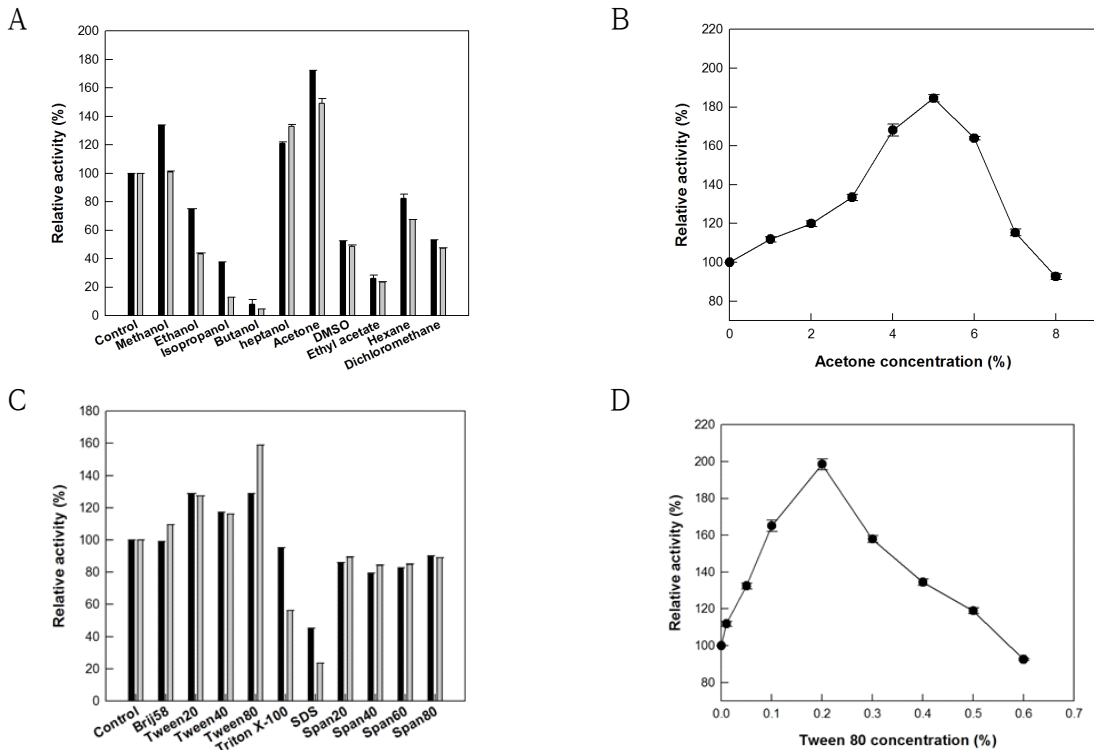 A
Relative activity (%)
200
180
160
140
120
100
80
60
40
20
0
Control
Methanol
Ethanol
Isopropanol
Butanol
heptanol
Acetone
DMSO
Ethyl acetate
Hexane
Dichloromethane
B
Relative activity (%)
220
200
180
160
140
120
100
80
0 2 4 6 8
Acetone concentration (%)
C
Relative activity (%)
180
160
140
120
100
80
60
40
20
0
Control
Brij58
Tween20
Tween40
Tween80
Triton X-100
SDS
Span20
Span40
Span60
Span80
D
Relative activity (%)
220
200
180
160
140
120
100
80
0.0 0.1 0.2 0.3 0.4 0.5 0.6 0.7
Tween 80 concentration (%)